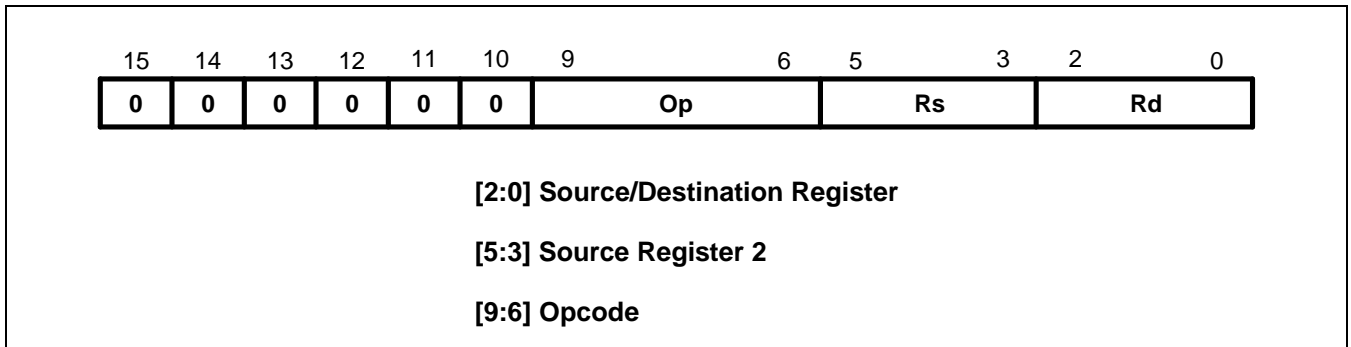 15 14 13 12 11 10 9 6 5 3 2 0
0 0 0 0 0 0 Op Rs Rd
[2:0] Source/Destination Register
[5:3] Source Register 2
[9:6] Opcode